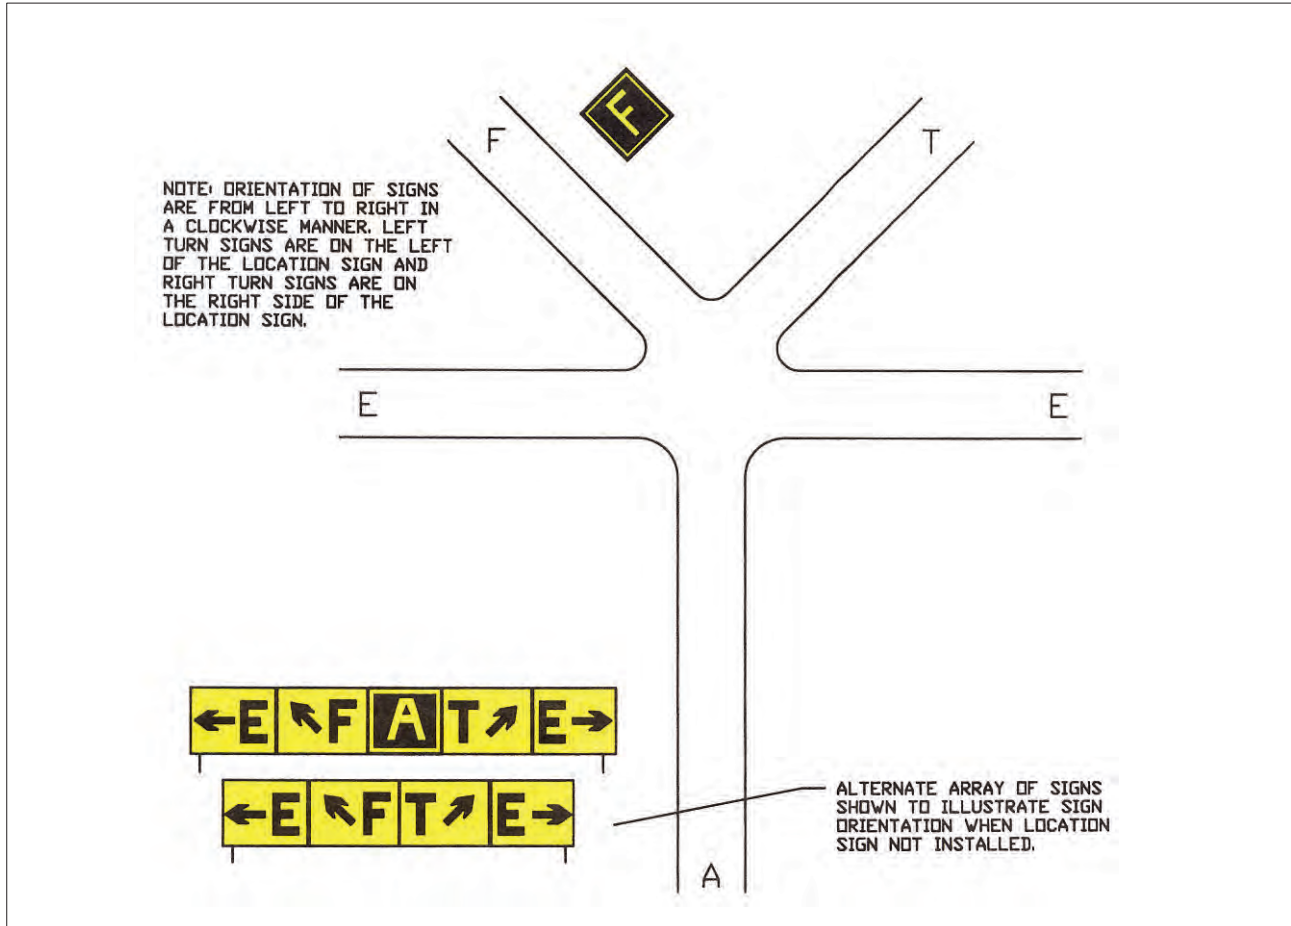 F
F
T
NOTE: ORIENTATION OF SIGNS
ARE FROM LEFT TO RIGHT IN
A CLOCKWISE MANNER. LEFT
TURN SIGNS ARE ON THE LEFT
OF THE LOCATION SIGN AND
RIGHT TURN SIGNS ARE ON
THE RIGHT SIDE OF THE
LOCATION SIGN.
E
E
←E ↖F A T↗ E→
←E ↖F T↗ E→
ALTERNATE ARRAY OF SIGNS
SHOWN TO ILLUSTRATE SIGN
ORIENTATION WHEN LOCATION
SIGN NOT INSTALLED.
A